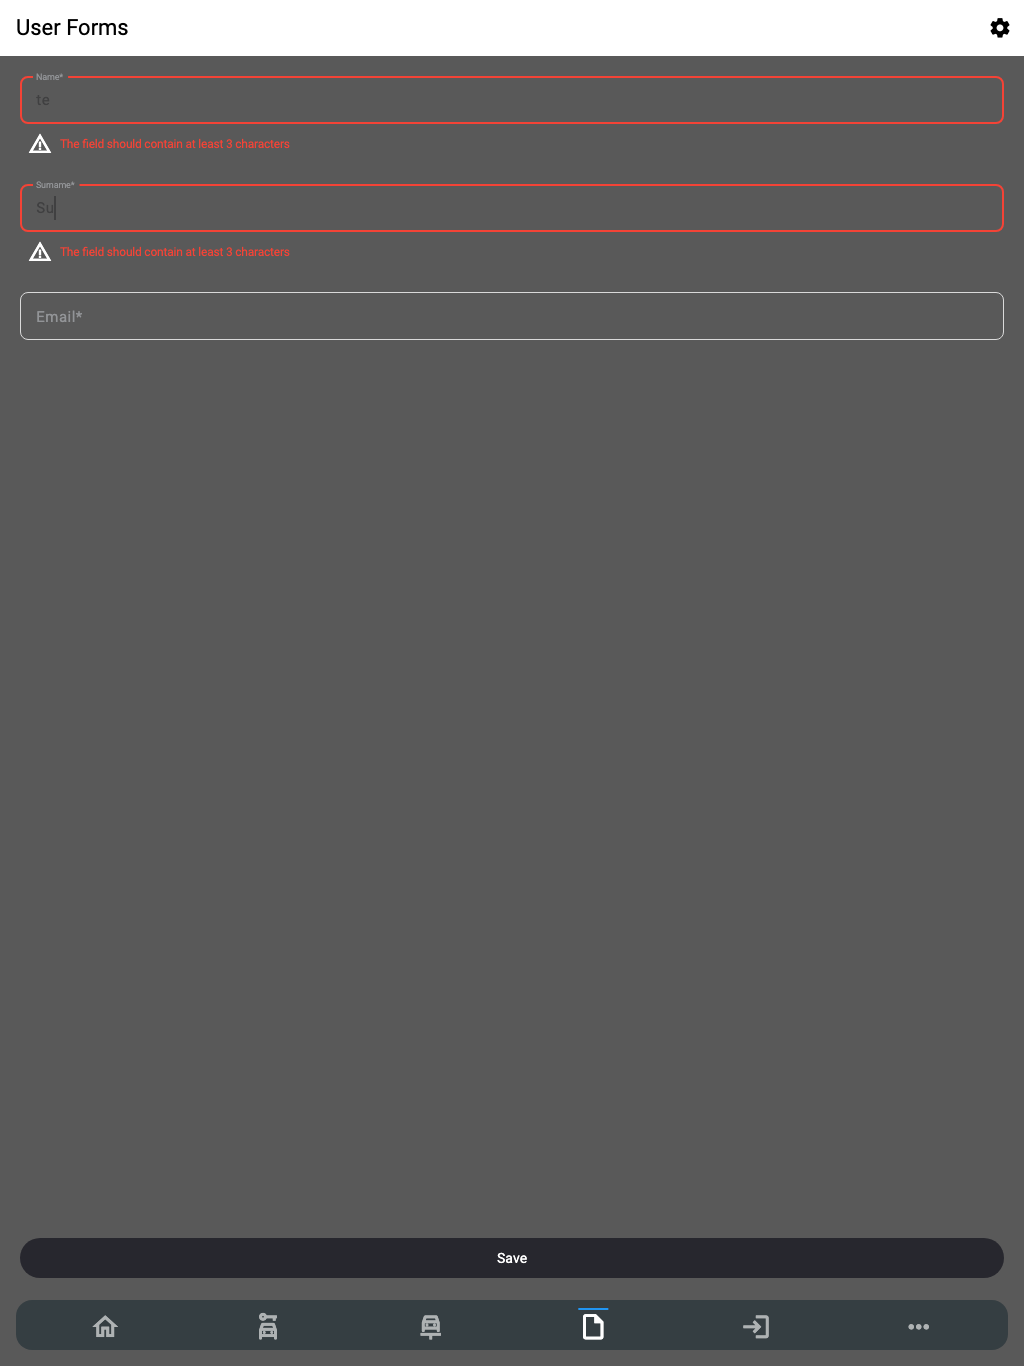 User Forms
Name*
te
The field should contain at least 3 characters
Surname*
Su
The field should contain at least 3 characters
Email*
Save